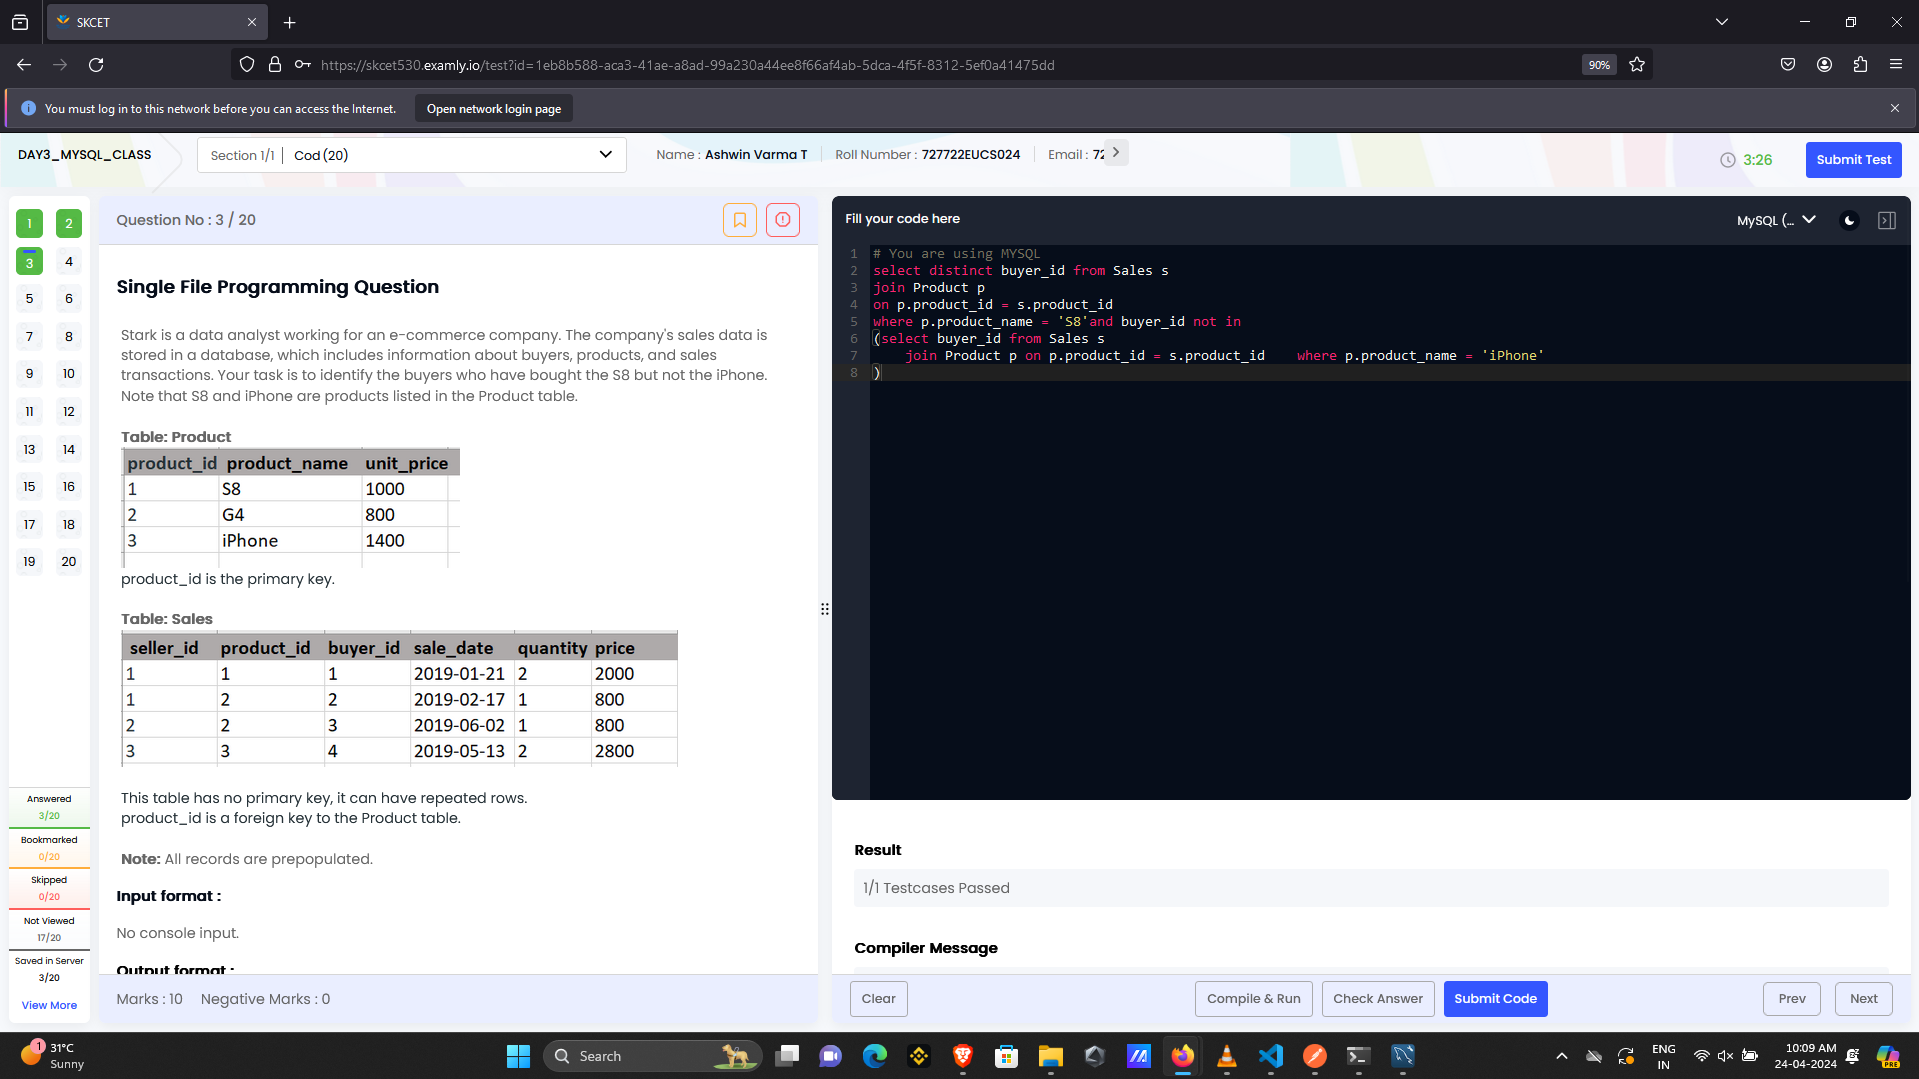 SKCET
https://skcet530.examly.io/test?id=1eb8b588-aca3-41ae-a8ad-99a230a44ee8f66af4ab-5dca-4f5f-8312-5ef0a41475dd
90%
You must log in to this network before you can access the Internet.
Open network login page
DAY3_MYSQL_CLASS
Section 1/1 | Cod (20)
Name : Ashwin Varma T
Roll Number : 727722EUCS024
Email : 72
3:26
Submit Test
1 2
3 4
5 6
7 8
9 10
11 12
13 14
15 16
17 18
19 20
Answered
3/20
Bookmarked
0/20
Skipped
0/20
Not Viewed
17/20
Saved in Server
3/20
View More
Question No : 3 / 20
Single File Programming Question
Stark is a data analyst working for an e-commerce company. The company's sales data is
stored in a database, which includes information about buyers, products, and sales
transactions. Your task is to identify the buyers who have bought the S8 but not the iPhone.
Note that S8 and iPhone are products listed in the Product table.
Table: Product
product_id product_name unit_price
1 S8 1000
2 G4 800
3 iPhone 1400
product_id is the primary key.
Table: Sales
seller_id product_id buyer_id sale_date quantity price
1 1 1 2019-01-21 2 2000
1 2 2 2019-02-17 1 800
2 2 3 2019-06-02 1 800
3 3 4 2019-05-13 2 2800
This table has no primary key, it can have repeated rows.
product_id is a foreign key to the Product table.
Note: All records are prepopulated.
Input format :
No console input.
Output format :
Marks : 10 Negative Marks : 0
Fill your code here
MySQL (...
1 # You are using MYSQL
2 select distinct buyer_id from Sales s
3 join Product p
4 on p.product_id = s.product_id
5 where p.product_name = 'S8'and buyer_id not in
6 (select buyer_id from Sales s
7 join Product p on p.product_id = s.product_id where p.product_name = 'iPhone'
8 )
Result
1/1 Testcases Passed
Compiler Message
Clear
Compile & Run
Check Answer
Submit Code
Prev
Next
1
31°C
Sunny
Search
ENG
IN
10:09 AM
24-04-2024
PRE